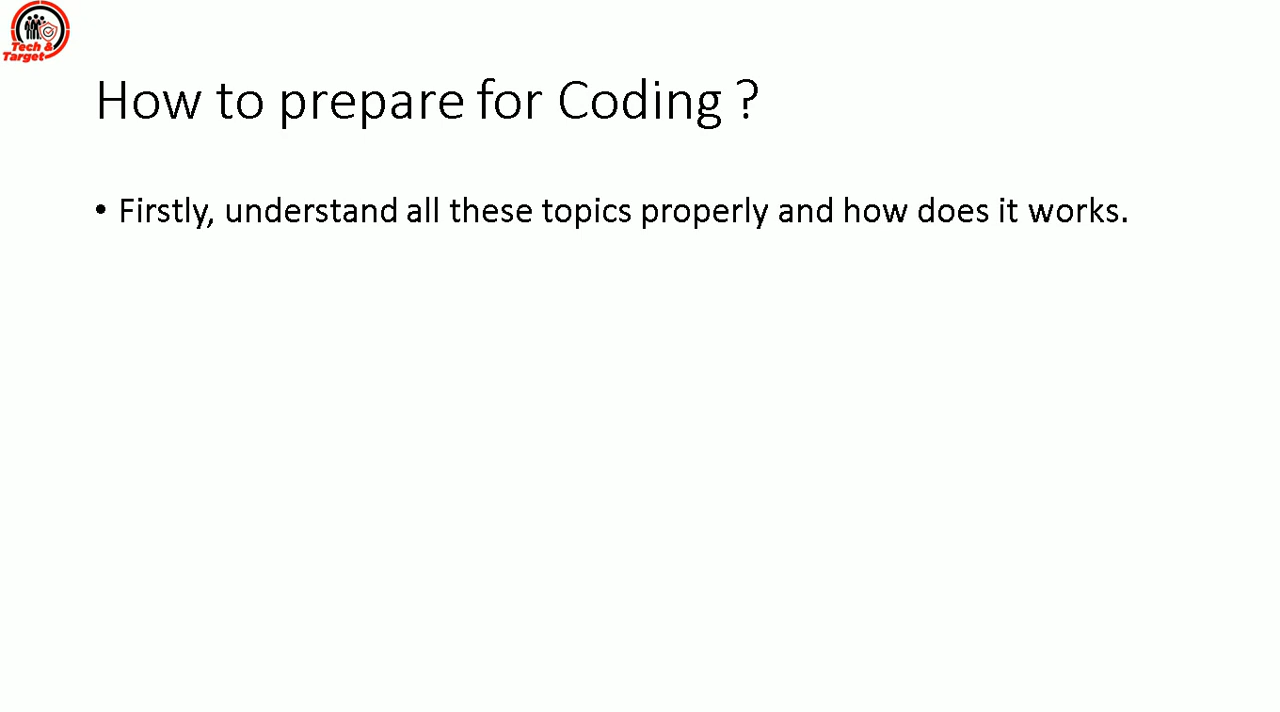 Tech &
Target
How to prepare for Coding ?
• Firstly, understand all these topics properly and how does it works.